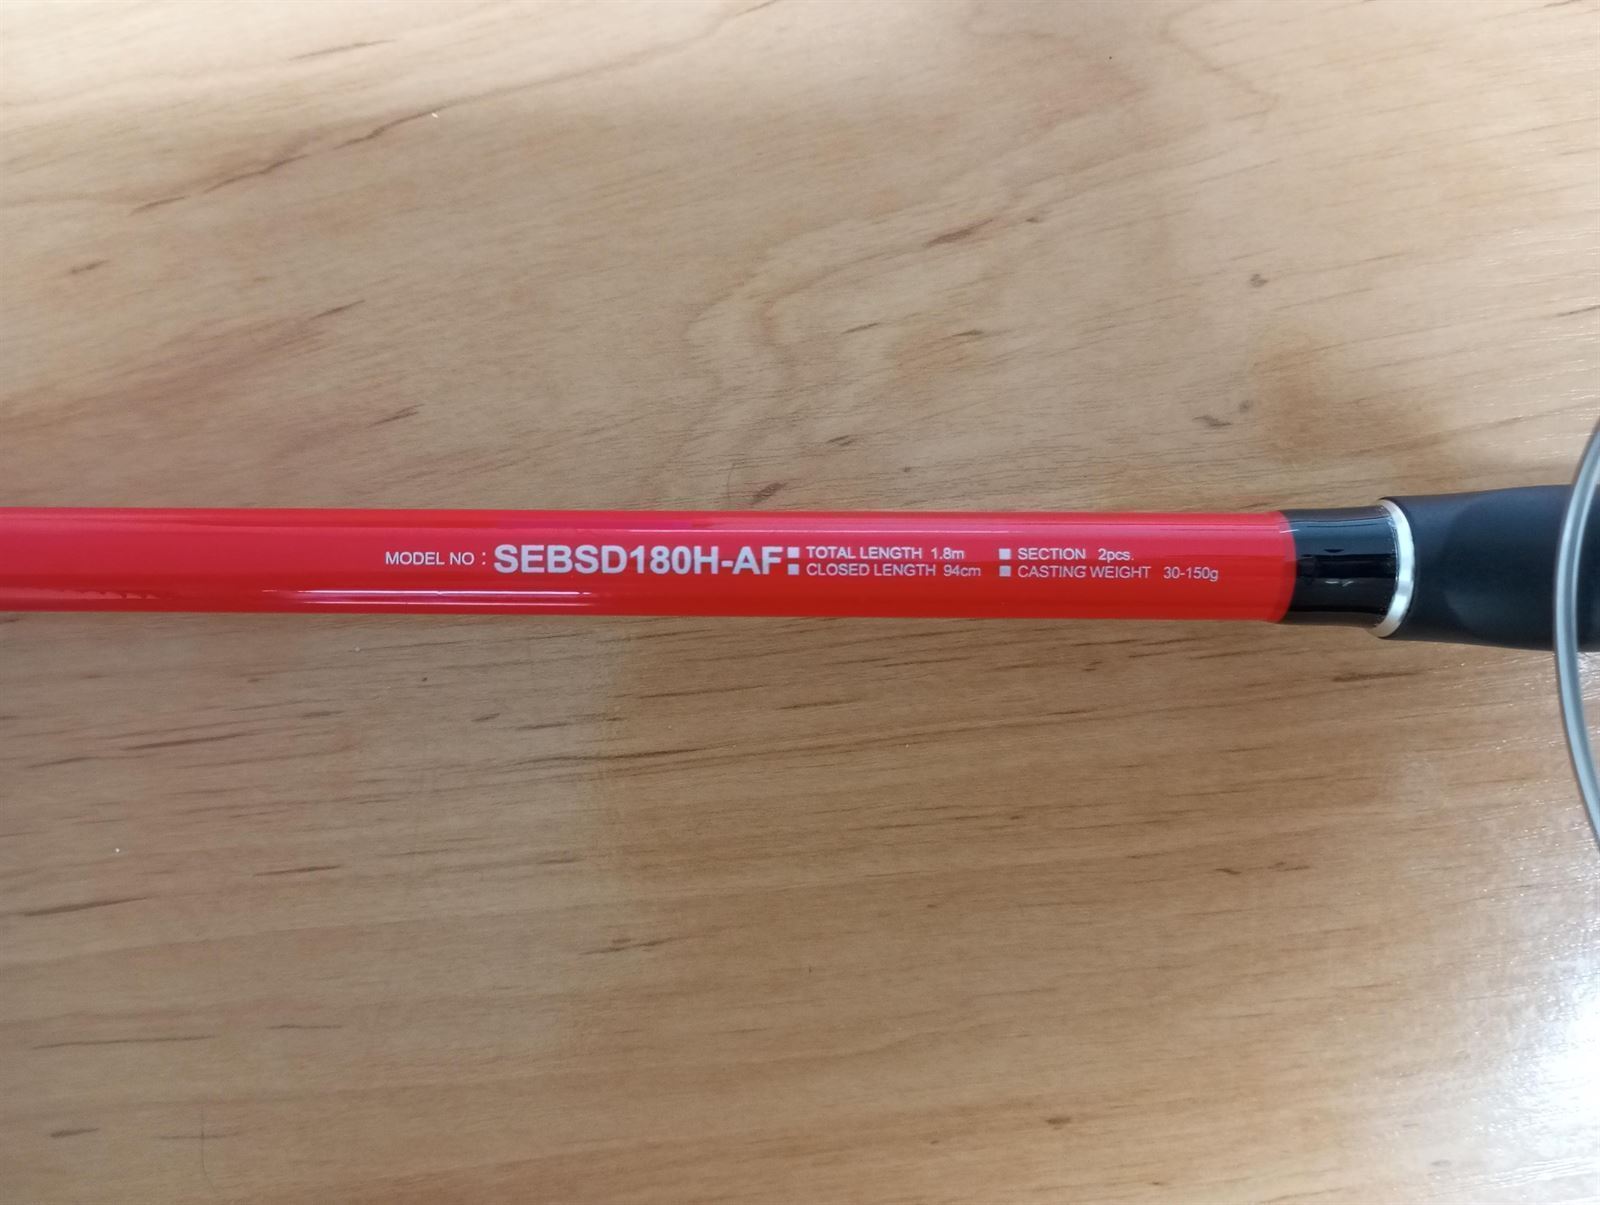 MODEL NO : SEBSD180H-AF
■ TOTAL LENGTH 1.8m ■ SECTION 2pcs.
■ CLOSED LENGTH 94cm ■ CASTING WEIGHT 30-150g